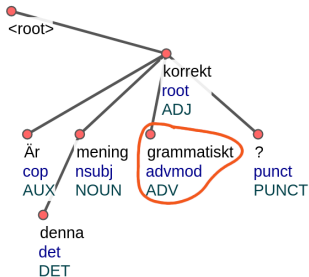 <root>
korrekt
root
ADJ
Är mening grammatiskt ?
cop nsubj advmod punct
AUX NOUN ADV PUNCT
denna
det
DET